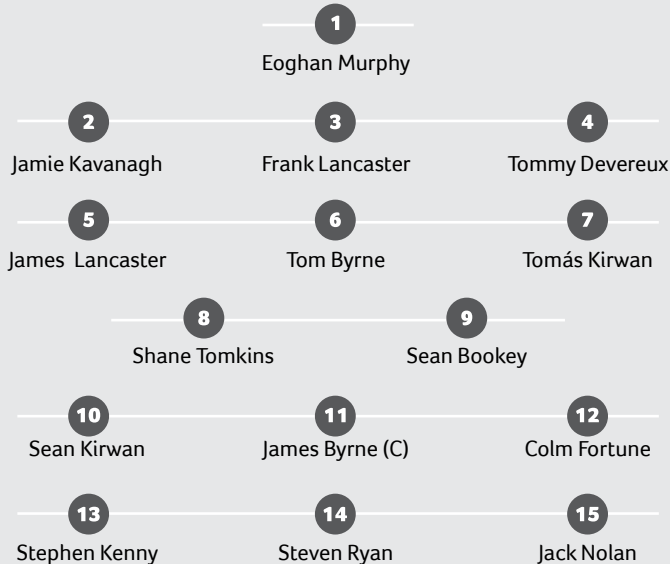 1
Eoghan Murphy
2 3 4
Jamie Kavanagh Frank Lancaster Tommy Devereux
5 6 7
James Lancaster Tom Byrne Tomás Kirwan
8 9
Shane Tomkins Sean Bookey
10 11 12
Sean Kirwan James Byrne (C) Colm Fortune
13 14 15
Stephen Kenny Steven Ryan Jack Nolan